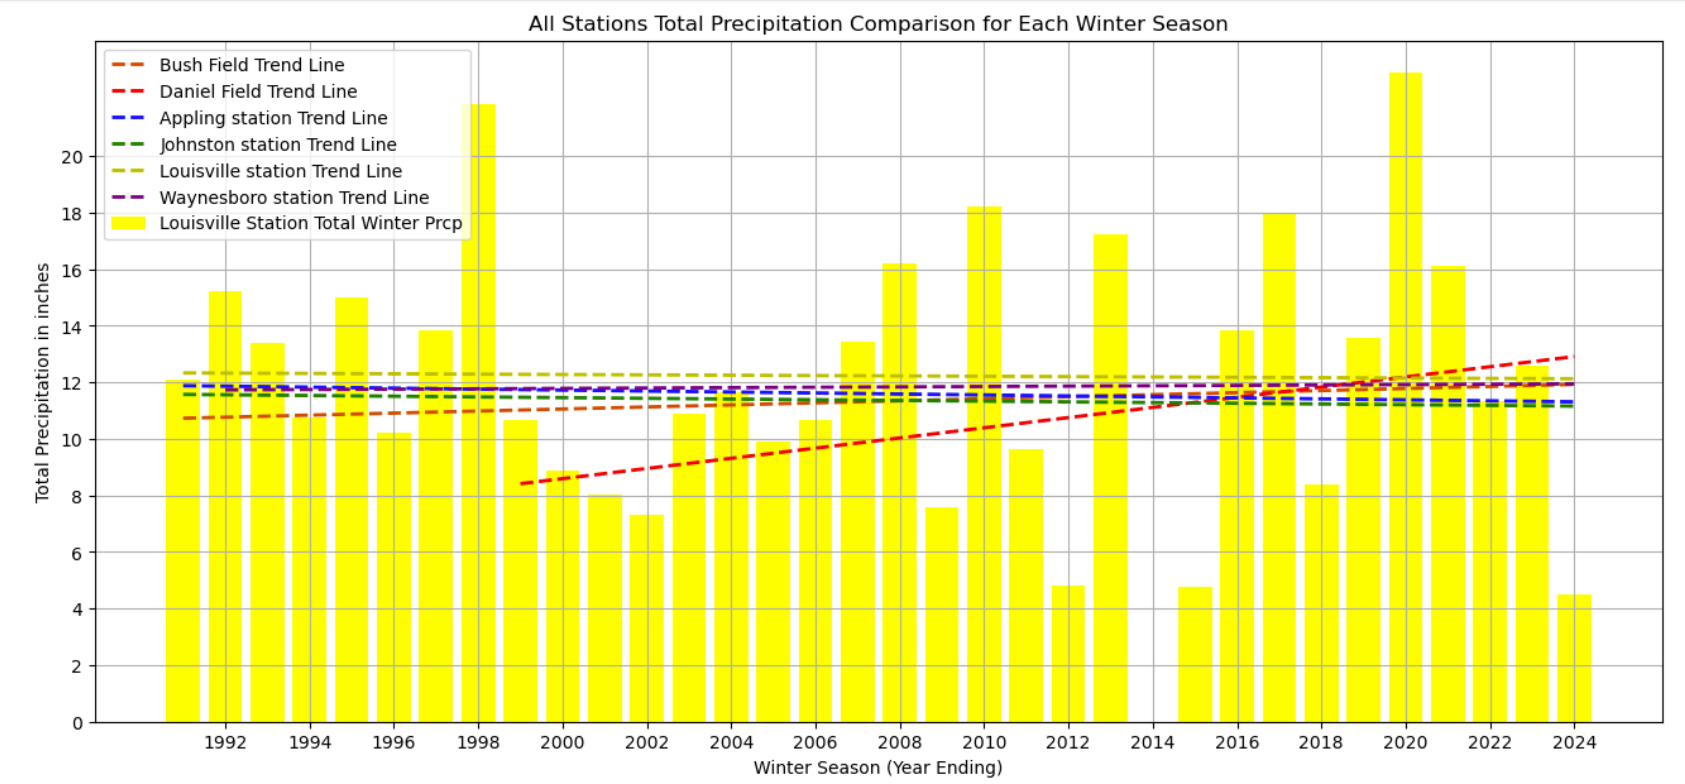 All Stations Total Precipitation Comparison for Each Winter Season
Bush Field Trend Line
Daniel Field Trend Line
Appling station Trend Line
Johnston station Trend Line
Louisville station Trend Line
Waynesboro station Trend Line
Louisville Station Total Winter Prcp
Total Precipitation in inches
20
18
16
14
12
10
8
6
4
2
0
1992 1994 1996 1998 2000 2002 2004 2006 2008 2010 2012 2014 2016 2018 2020 2022 2024
Winter Season (Year Ending)